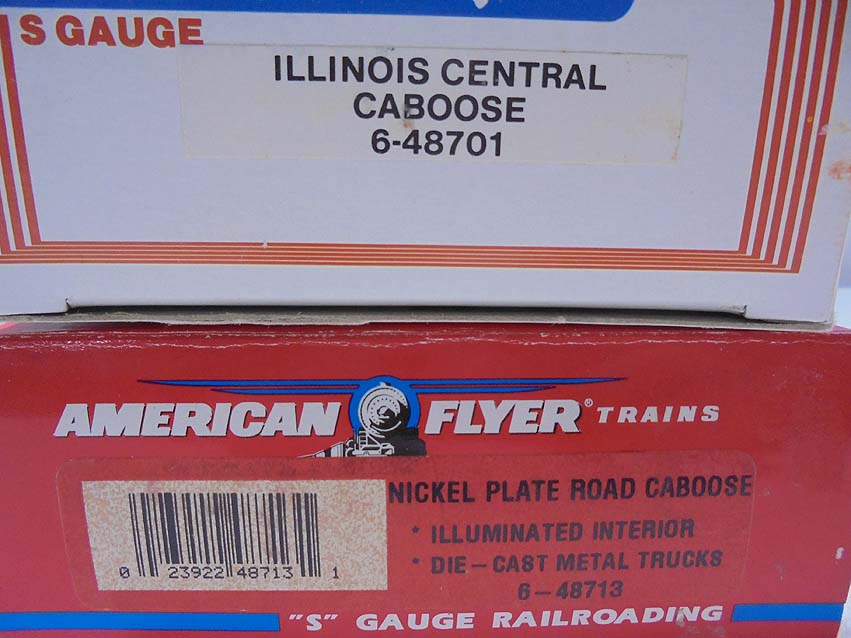 S GAUGE
ILLINOIS CENTRAL
CABOOSE
6-48701
AMERICAN FLYER® TRAINS
NICKEL PLATE ROAD CABOOSE
* ILLUMINATED INTERIOR
* DIE-CAST METAL TRUCKS
6-48713
0 23922 48713 1
"S" GAUGE RAILROADING